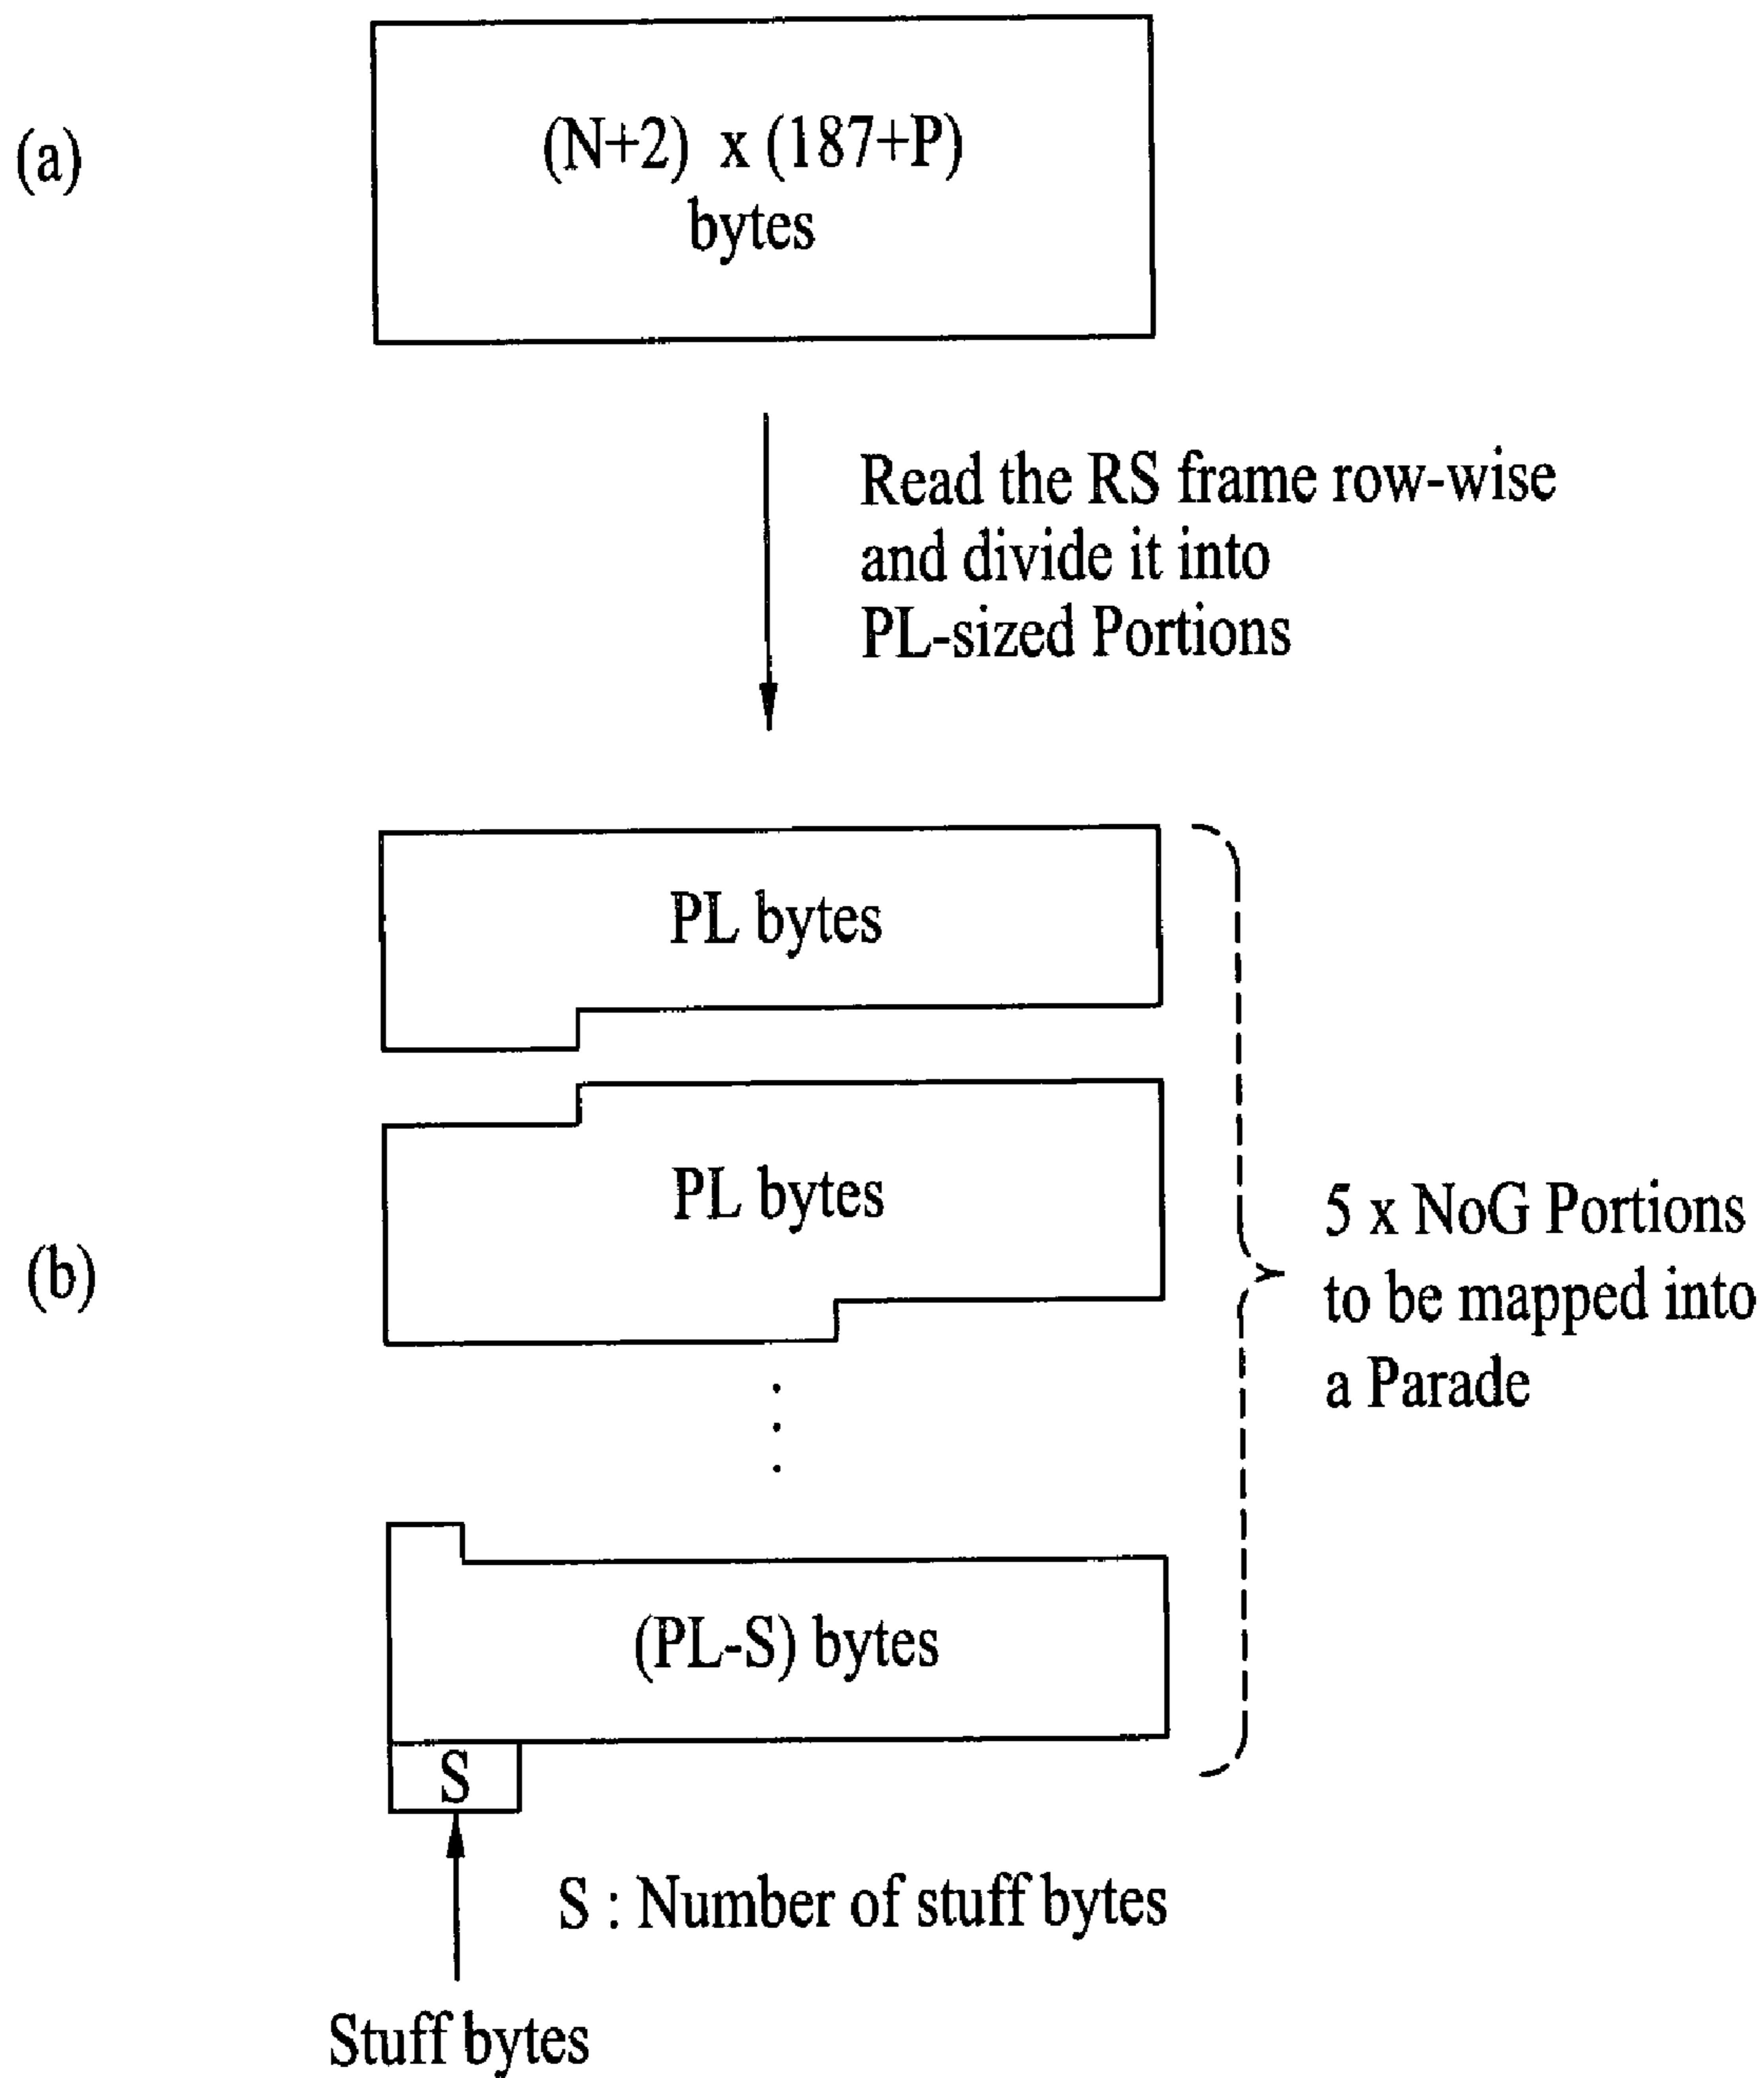 (a)
(N+2) x (187+P)
bytes
Read the RS frame row-wise
and divide it into
PL-sized Portions
PL bytes
PL bytes
(b)
5 x NoG Portions
to be mapped into
a Parade
(PL-S) bytes
S
S : Number of stuff bytes
Stuff bytes